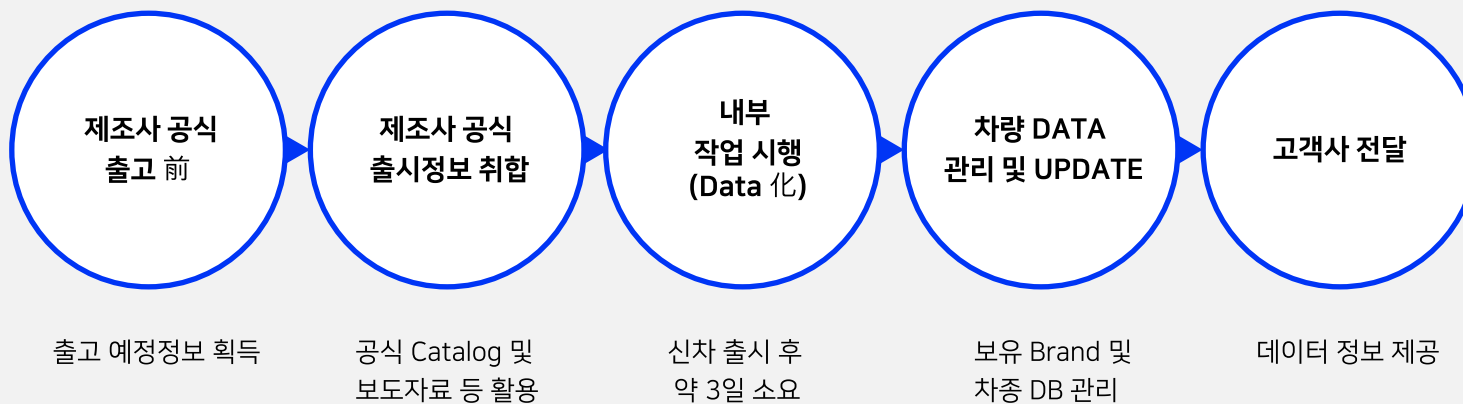 제조사 공식
출고 前
제조사 공식
출시정보 취합
내부
작업 시행
(Data 化)
차량 DATA
관리 및 UPDATE
고객사 전달
출고 예정정보 획득
공식 Catalog 및
보도자료 등 활용
신차 출시 후
약 3일 소요
보유 Brand 및
차종 DB 관리
데이터 정보 제공